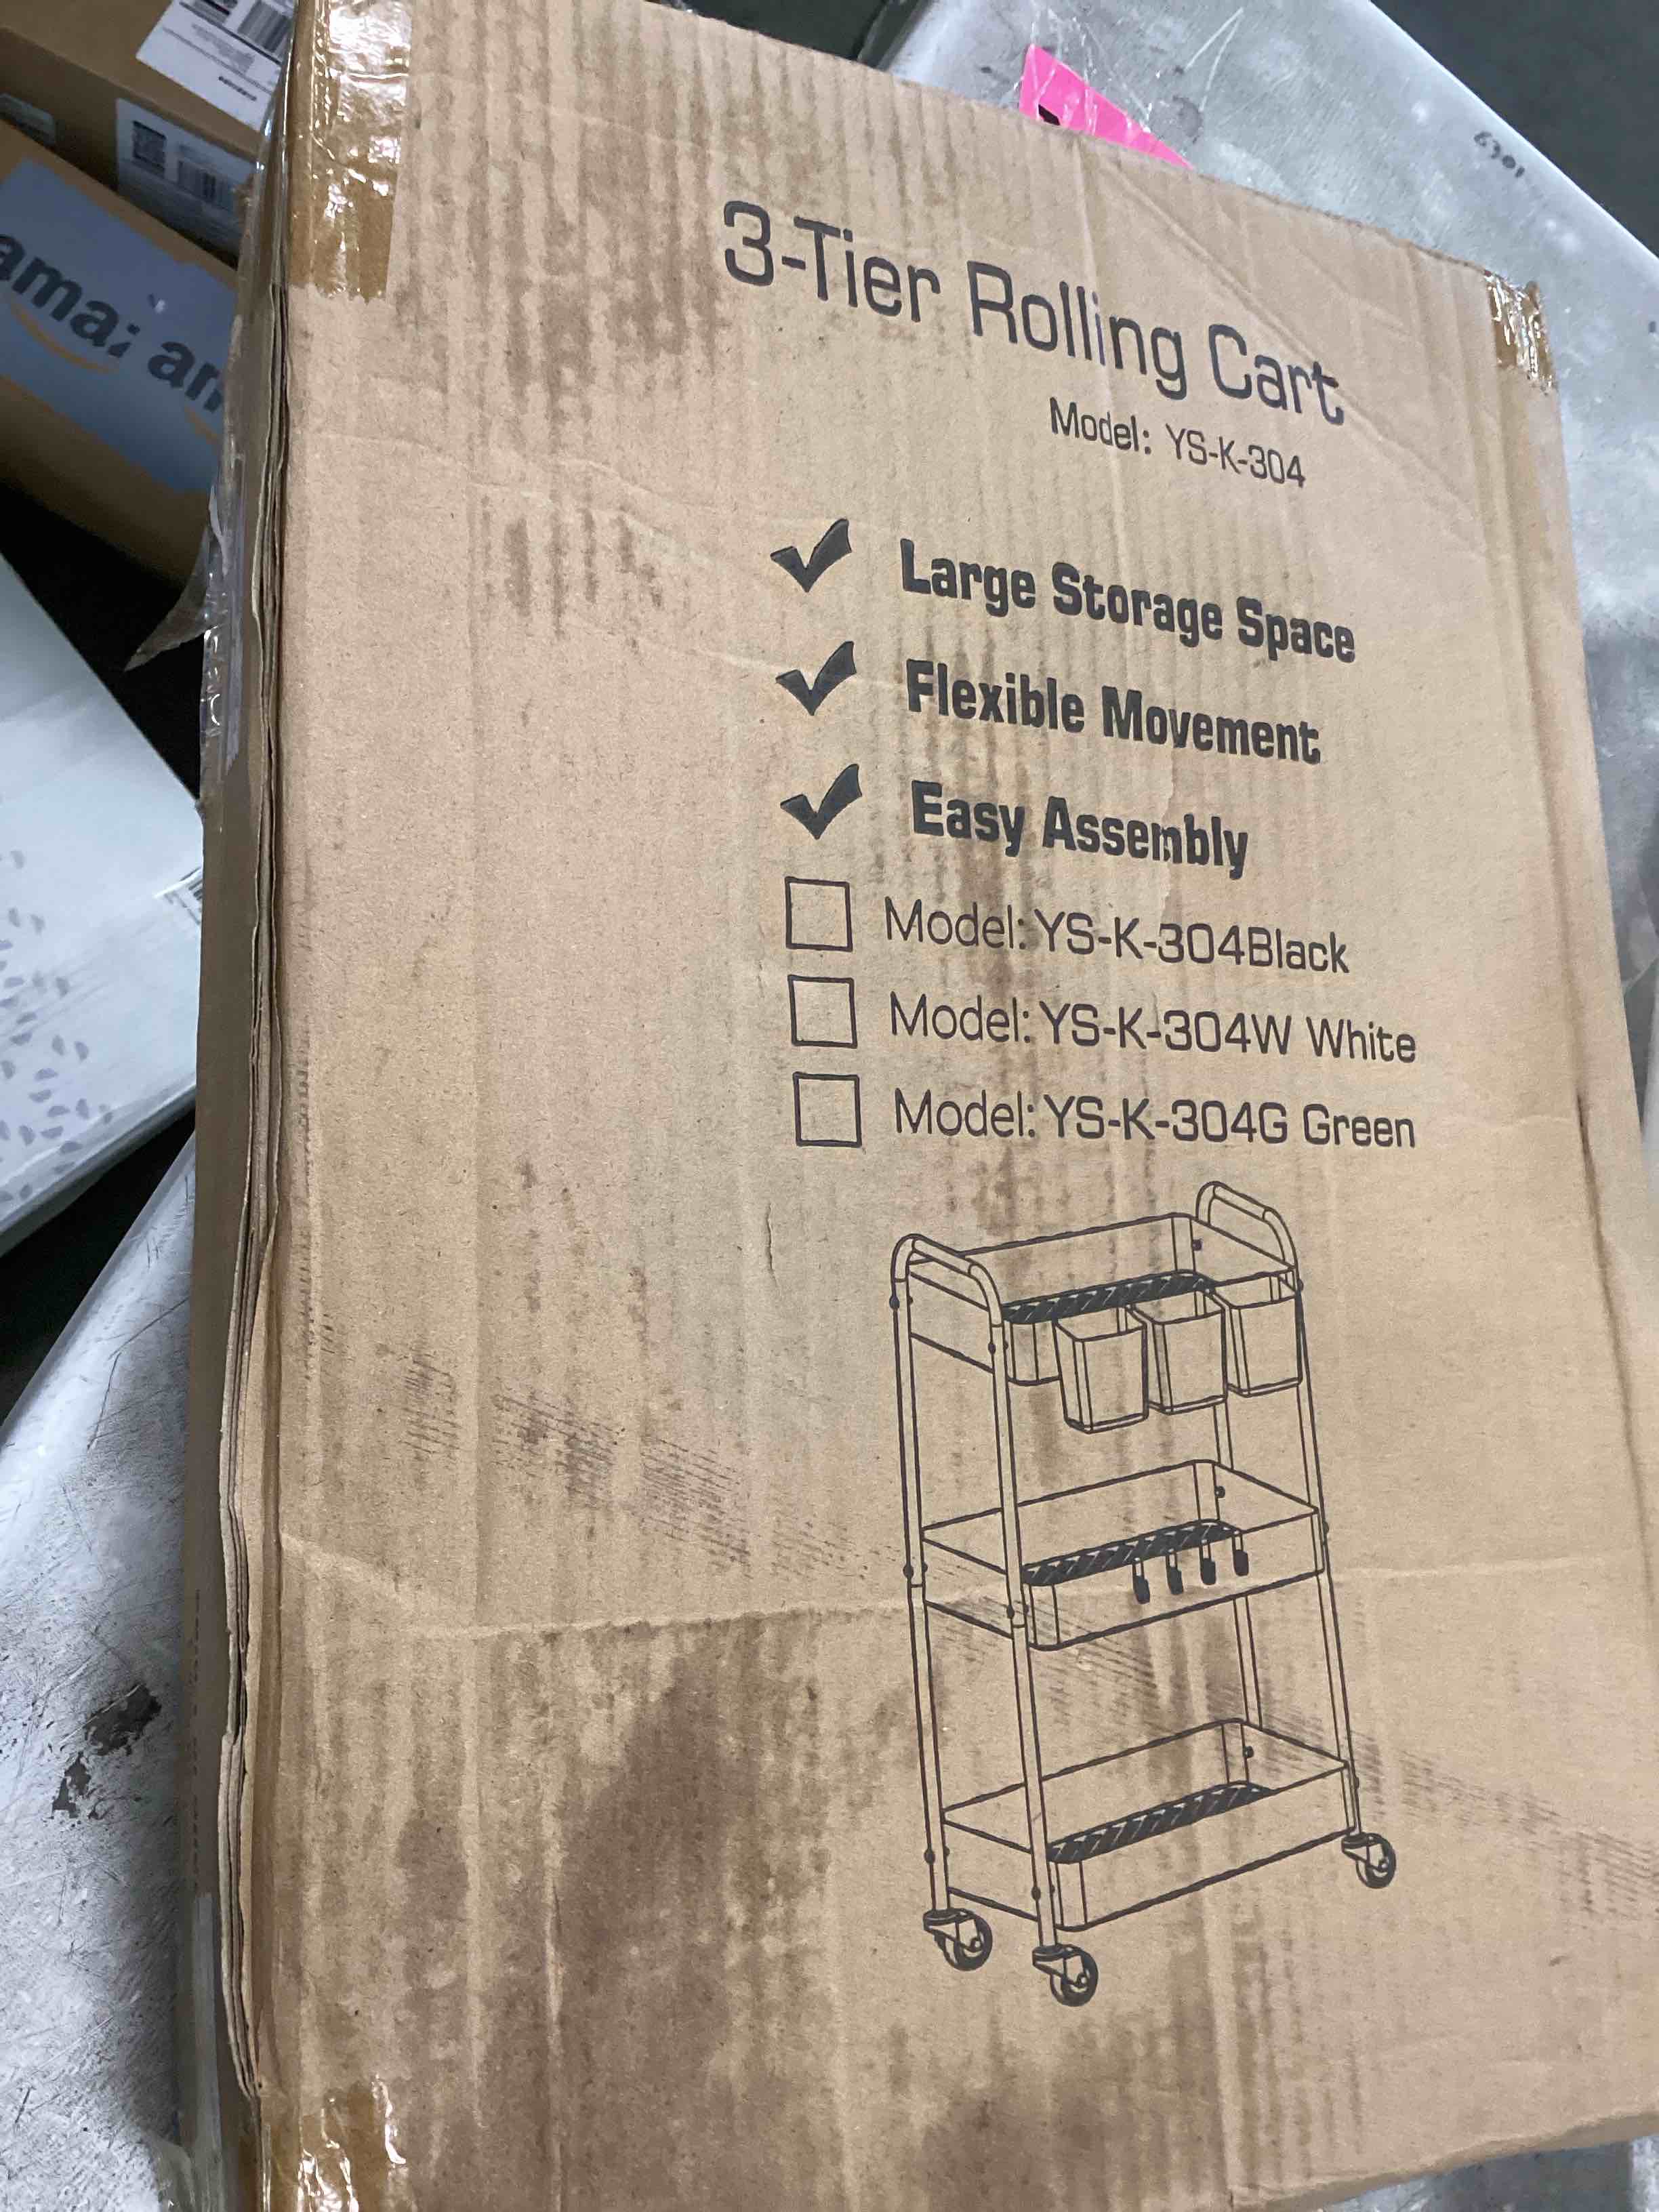 3-Tier Rolling Cart
Model: YS-K-304
Large Storage Space
Flexible Movement
Easy Assembly
Model: YS-K-304Black
Model: YS-K-304W White
Model: YS-K-304G Green
6301